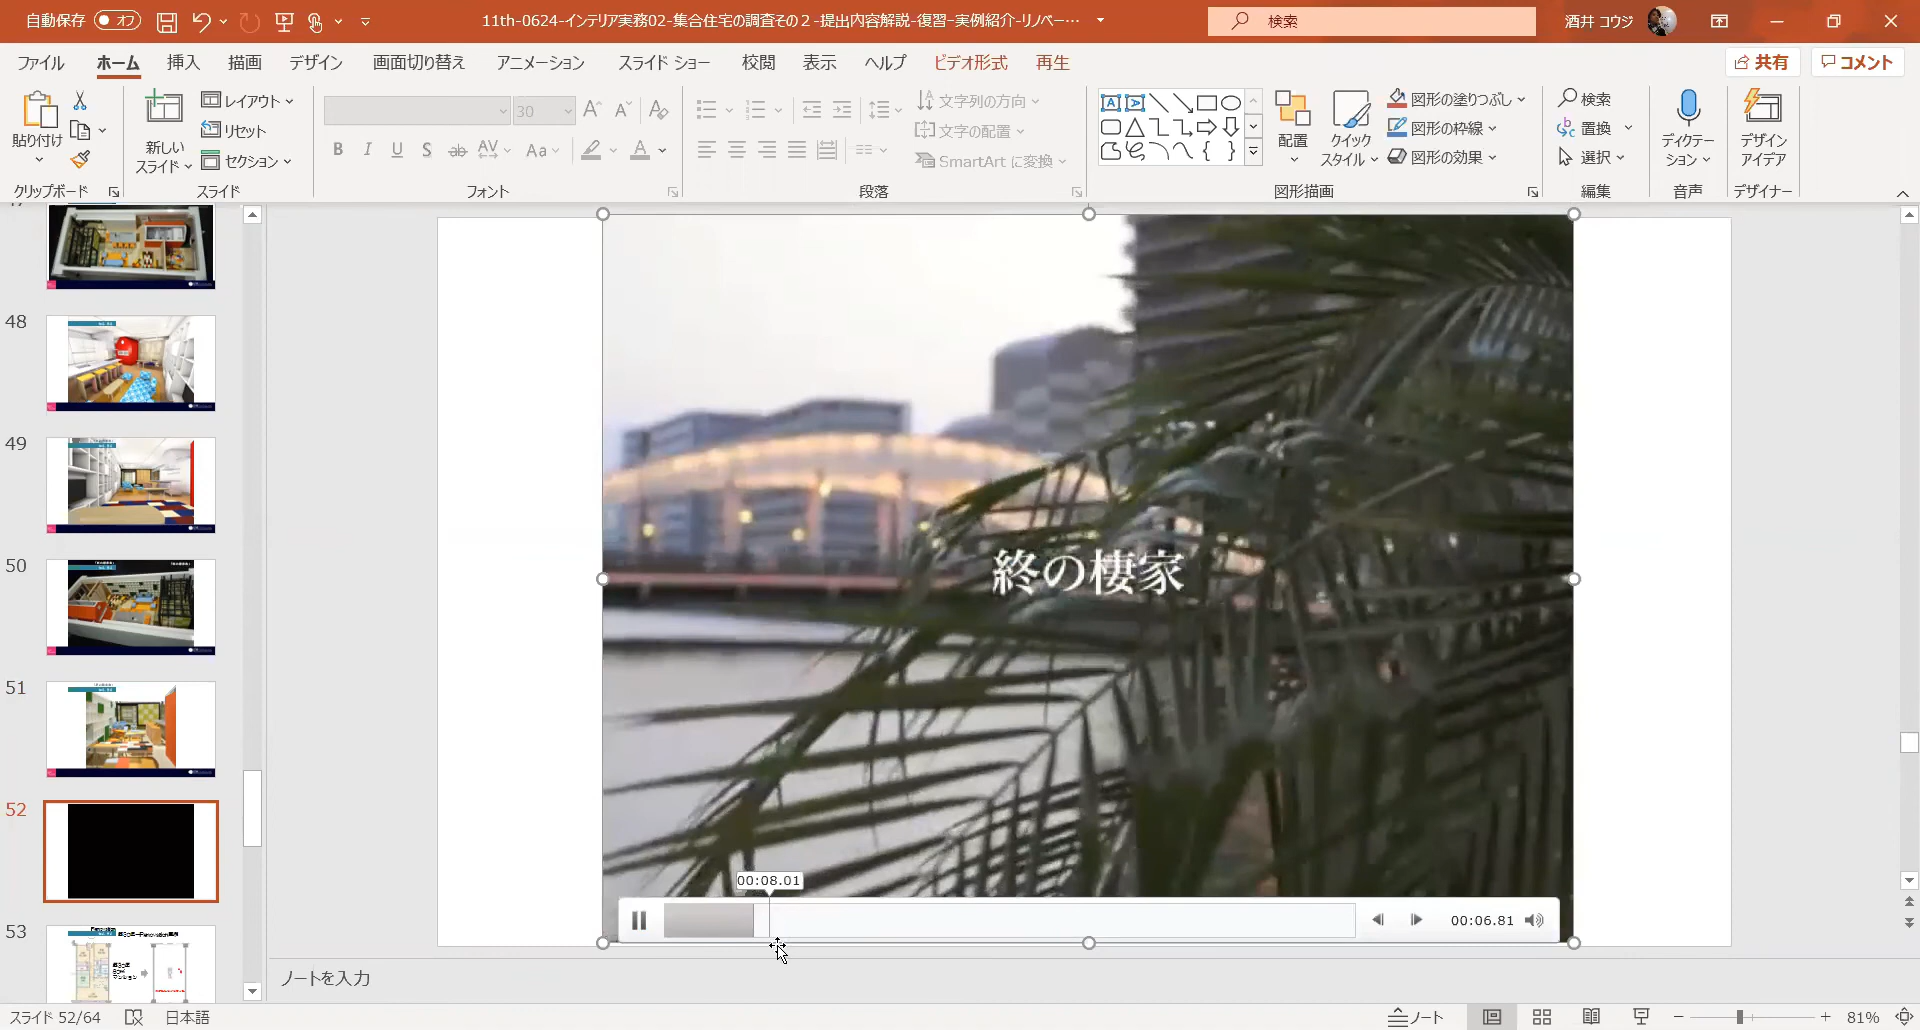 自動保存 オフ
11th-0624-インテリア実務02-集合住宅の調査その２-提出内容解説-復習-実例紹介-リノベー…
検索
酒井 コウジ
ファイル ホーム 挿入 描画 デザイン 画面切り替え アニメーション スライド ショー 校閲 表示 ヘルプ ビデオ形式 再生
共有 コメント
貼り付け
クリップボード
新しい
スライド
レイアウト
リセット
セクション
スライド
30
B I U S ab AV Aa A
フォント
文字列の方向
文字の配置
SmartArt に変換
段落
配置
クイック
スタイル
図形の塗りつぶし
図形の枠線
図形の効果
図形描画
検索
置換
選択
編集
ディクテー
ション
音声
デザイン
アイデア
デザイナー
48
49
50
51
52
53
終の棲家
00:08.01
00:06.81
ノートを入力
スライド 52/64 日本語
ノート
81%